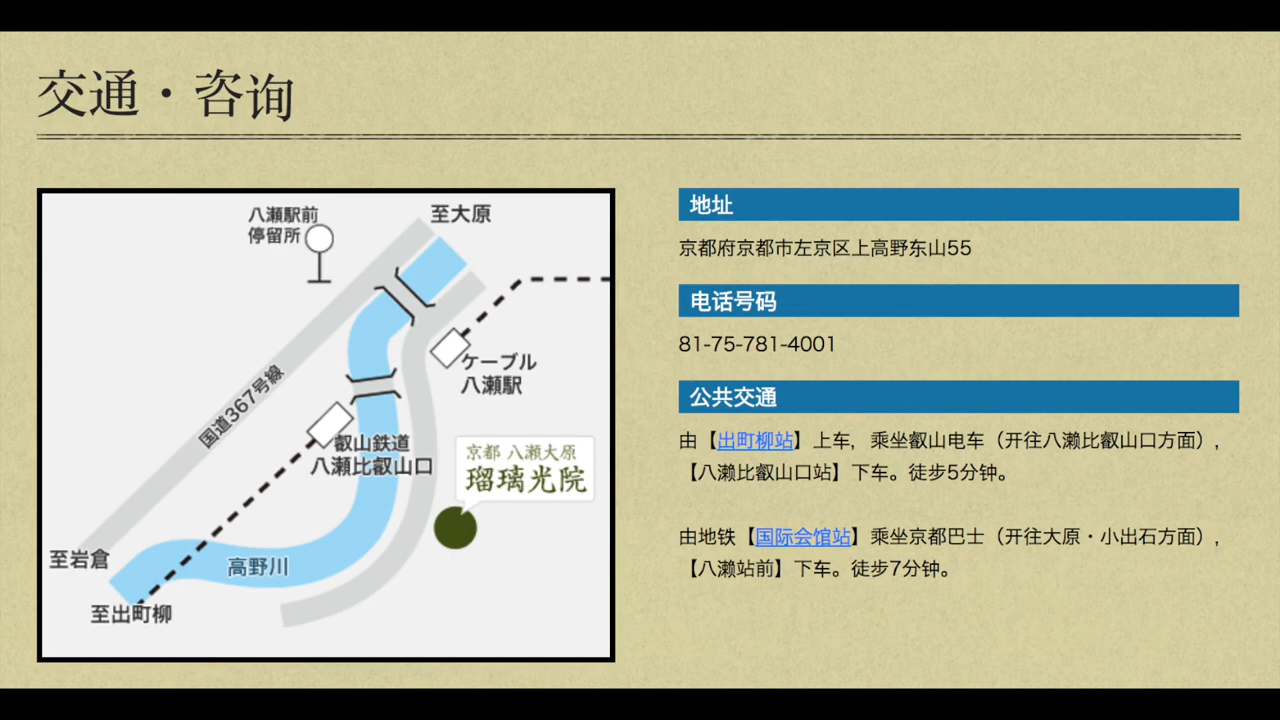 交通・咨询
八瀬駅前
停留所
至大原
ケーブル
八瀬駅
国道367号線
叡山鉄道
八瀬比叡山口
京都 八瀬大原
瑠璃光院
至岩倉
高野川
至出町柳
地址
京都府京都市左京区上高野东山55
电话号码
81-75-781-4001
公共交通
由【出町柳站】上车，乘坐叡山电车（开往八濑比叡山口方面），
【八濑比叡山口站】下车。徒步5分钟。
由地铁【国际会馆站】乘坐京都巴士（开往大原・小出石方面），
【八濑站前】下车。徒步7分钟。